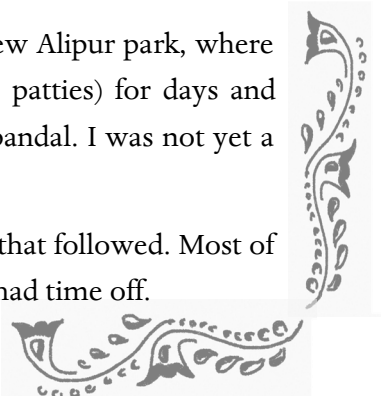 ew Alipur park, where
patties) for days and
pandal. I was not yet a
that followed. Most of
had time off.